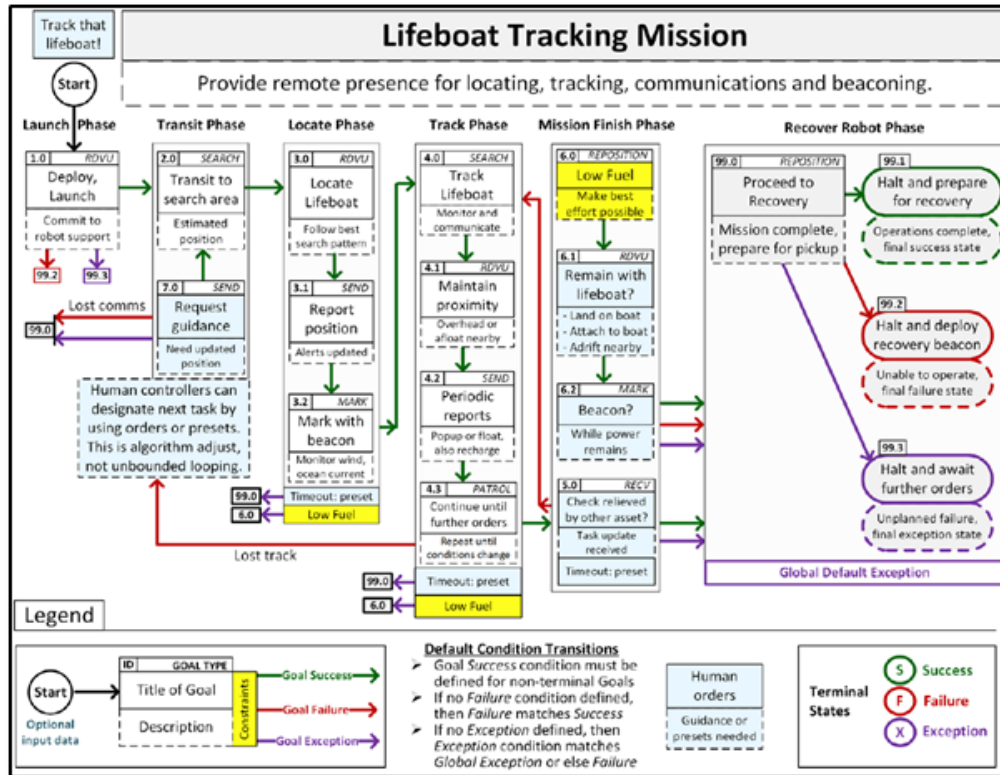 Track that
lifeboat!
Start
Lifeboat Tracking Mission
Provide remote presence for locating, tracking, communications and beaconing.
Launch Phase
1.0 RDVU
Deploy,
Launch
Commit to
robot support
99.2
99.3
Lost comms
99.0
Transit Phase
2.0 SEARCH
Transit to
search area
Estimated
position
7.0 SEND
Request
guidance
Need updated
position
Human controllers can
designate next task by
using orders or presets.
This is algorithm adjust,
not unbounded looping.
Lost track
Locate Phase
3.0 RDVU
Locate
Lifeboat
Follow best
search pattern
3.1 SEND
Report
position
Alerts updated
3.2 MARK
Mark with
beacon
Monitor wind,
ocean current
99.0 Timeout: preset
6.0 Low Fuel
Track Phase
4.0 SEARCH
Track
Lifeboat
Monitor and
communicate
4.1 RDVU
Maintain
proximity
Overhead or
afloat nearby
4.2 SEND
Periodic
reports
Popup or float,
also recharge
4.3 PATROL
Continue until
further orders
Repeat until
conditions change
99.0 Timeout: preset
6.0 Low Fuel
Mission Finish Phase
6.0 REPOSITION
Low Fuel
Make best
effort possible
6.1 RDVU
Remain with
lifeboat?
- Land on boat
- Attach to boat
- Adrift nearby
6.2 MARK
Beacon?
While power
remains
5.0 RECV
Check relieved
by other asset?
Task update
received
Timeout: preset
Recover Robot Phase
99.0 REPOSITION
Proceed to
Recovery
Mission complete,
prepare for pickup
99.1
Halt and prepare
for recovery
Operations complete,
final success state
99.2
Halt and deploy
recovery beacon
Unable to operate,
final failure state
99.3
Halt and await
further orders
Unplanned failure,
final exception state
Global Default Exception
Legend
Start
Optional
input data
ID GOAL TYPE
Title of Goal
Description
Constraints
Goal Success
Goal Failure
Goal Exception
Default Condition Transitions
➢ Goal Success condition must be
defined for non-terminal Goals
➢ If no Failure condition defined,
then Failure matches Success
➢ If no Exception defined, then
Exception condition matches
Global Exception or else Failure
Human
orders
Guidance or
presets needed
Terminal
States
S Success
F Failure
X Exception